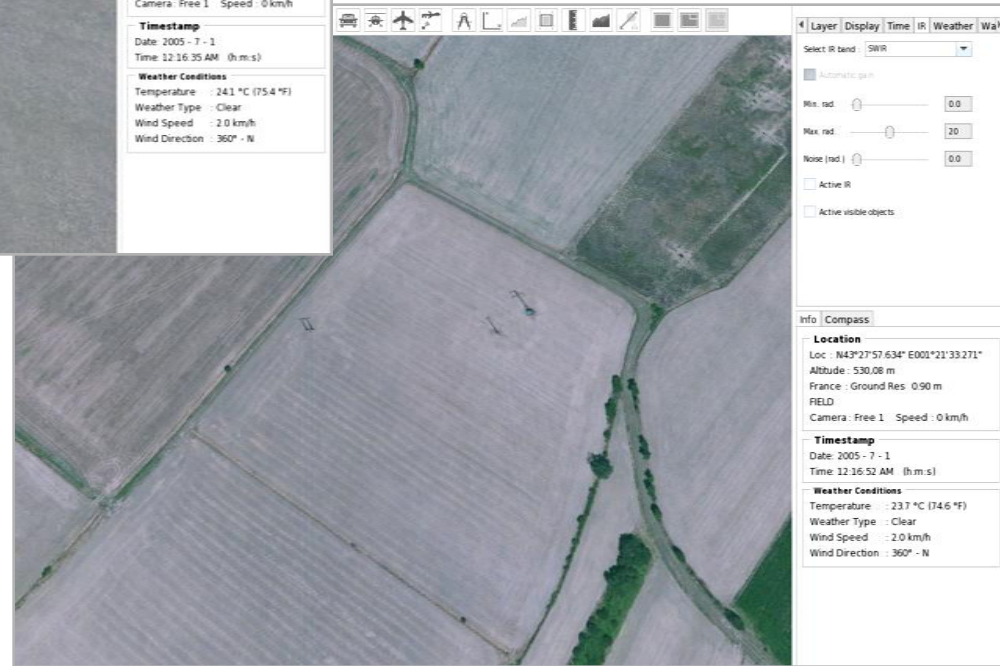 Camera: Free 1 Speed : 0 km/h
Timestamp
Date: 2005 - 7 - 1
Time: 12:16:35 AM (h:m:s)
Weather Conditions
Temperature : 24.1 °C (75.4 °F)
Weather Type : Clear
Wind Speed : 2.0 km/h
Wind Direction : 360° - N
Layer Display Time IR Weather Wa
Select IR band : SWIR
Automatic gain
Min. rad. 0.0
Max. rad. 20
Noise (rad.) 0.0
Active IR
Active visible objects
Info Compass
Location
Loc : N43°27'57.634" E001°21'33.271"
Altitude : 530,08 m
France : Ground Res 0.90 m
FIELD
Camera : Free 1 Speed : 0 km/h
Timestamp
Date: 2005 - 7 - 1
Time: 12:16:52 AM (h:m:s)
Weather Conditions
Temperature : 23.7 °C (74.6 °F)
Weather Type : Clear
Wind Speed : 2.0 km/h
Wind Direction : 360° - N